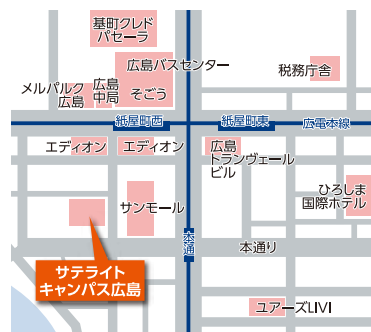 基町クレド
パセーラ
広島バスセンター
税務庁舎
メルパルク
広島
広島
中局
そごう
紙屋町西
紙屋町東
広電本線
エディオン
エディオン
広島
トランヴェール
ビル
ひろしま
国際ホテル
サンモール
本通
本通り
サテライト
キャンパス広島
ユアーズLIVI